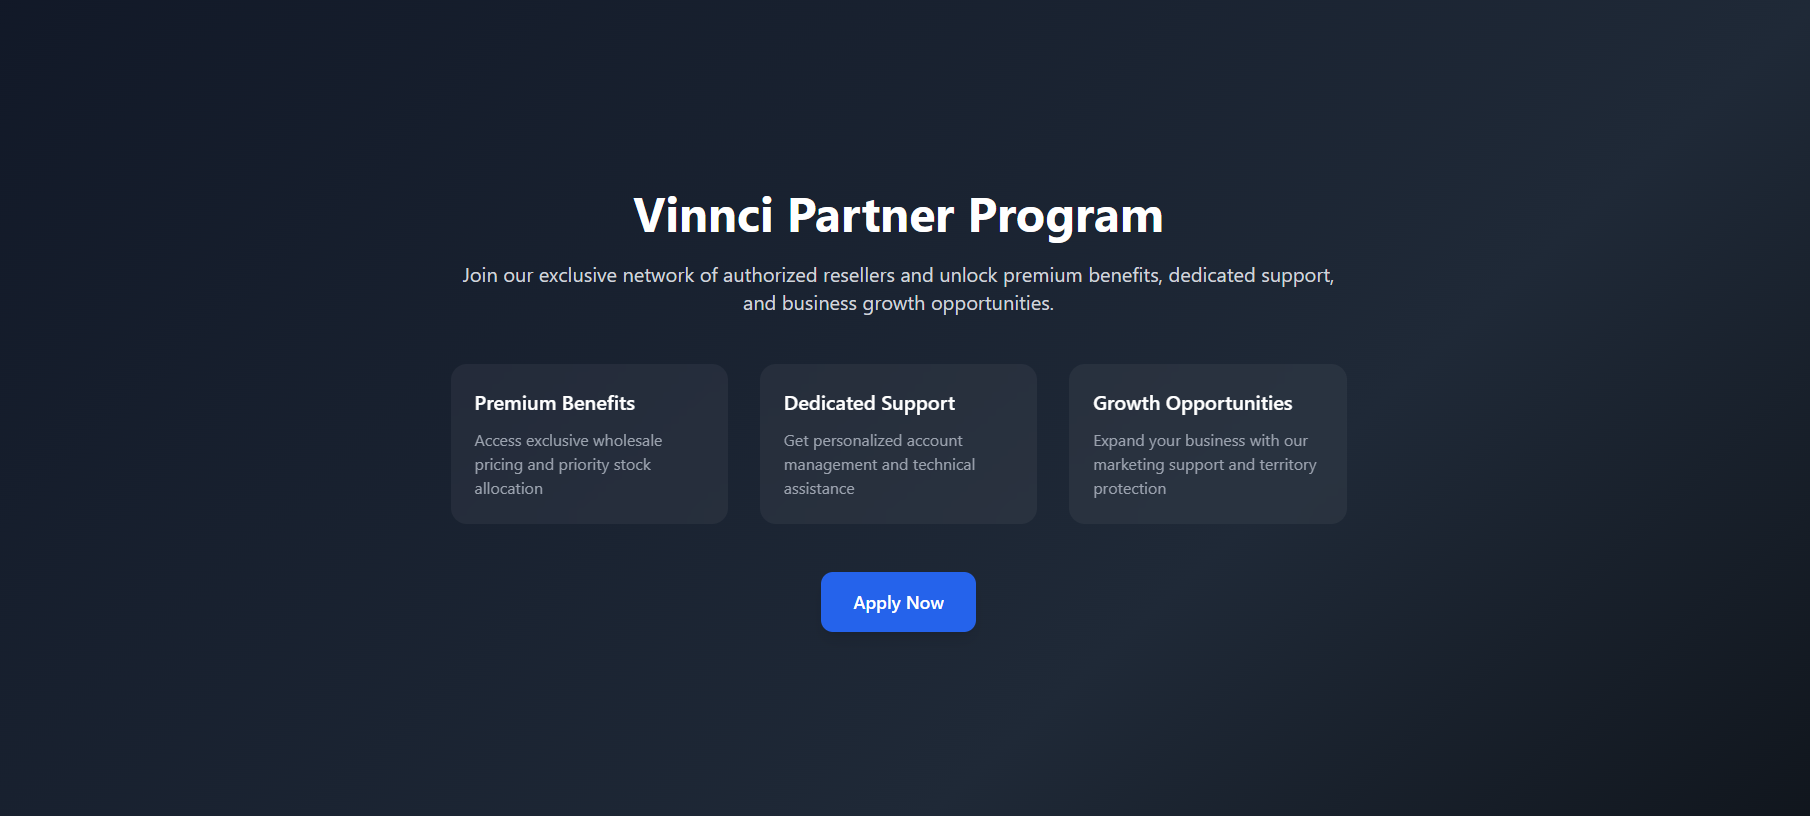 Vinnci Partner Program
Join our exclusive network of authorized resellers and unlock premium benefits, dedicated support,
and business growth opportunities.
Premium Benefits
Access exclusive wholesale
pricing and priority stock
allocation
Dedicated Support
Get personalized account
management and technical
assistance
Growth Opportunities
Expand your business with our
marketing support and territory
protection
Apply Now